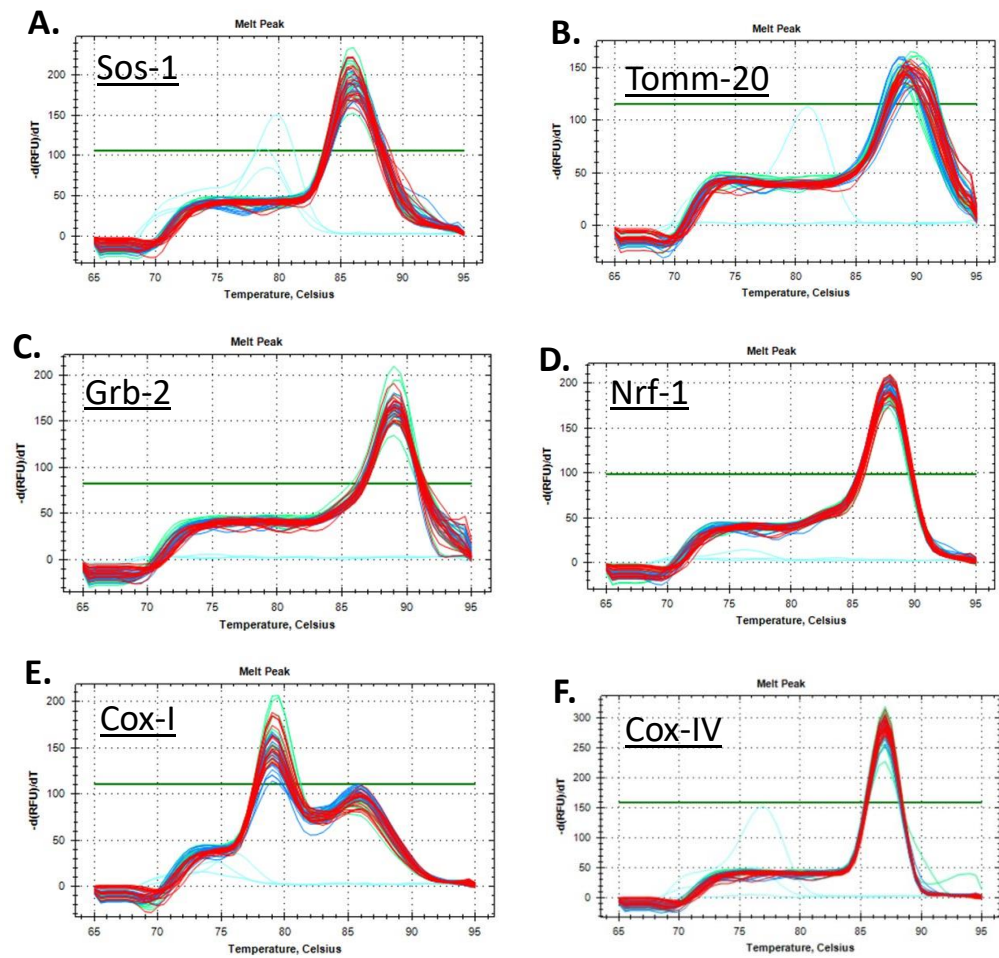 A.
Melt Peak
Sos-1
-d(RFU)/dT
200
150
100
50
0
65 70 75 80 85 90 95
Temperature, Celsius
B.
Melt Peak
Tomm-20
-d(RFU)/dT
150
100
50
0
65 70 75 80 85 90 95
Temperature, Celsius
C.
Melt Peak
Grb-2
-d(RFU)/dT
200
150
100
50
0
65 70 75 80 85 90 95
Temperature, Celsius
D.
Melt Peak
Nrf-1
-d(RFU)/dT
200
150
100
50
0
65 70 75 80 85 90 95
Temperature, Celsius
E.
Melt Peak
Cox-I
-d(RFU)/dT
200
150
100
50
0
65 70 75 80 85 90 95
Temperature, Celsius
F.
Melt Peak
Cox-IV
-d(RFU)/dT
300
250
200
150
100
50
0
65 70 75 80 85 90 95
Temperature, Celsius